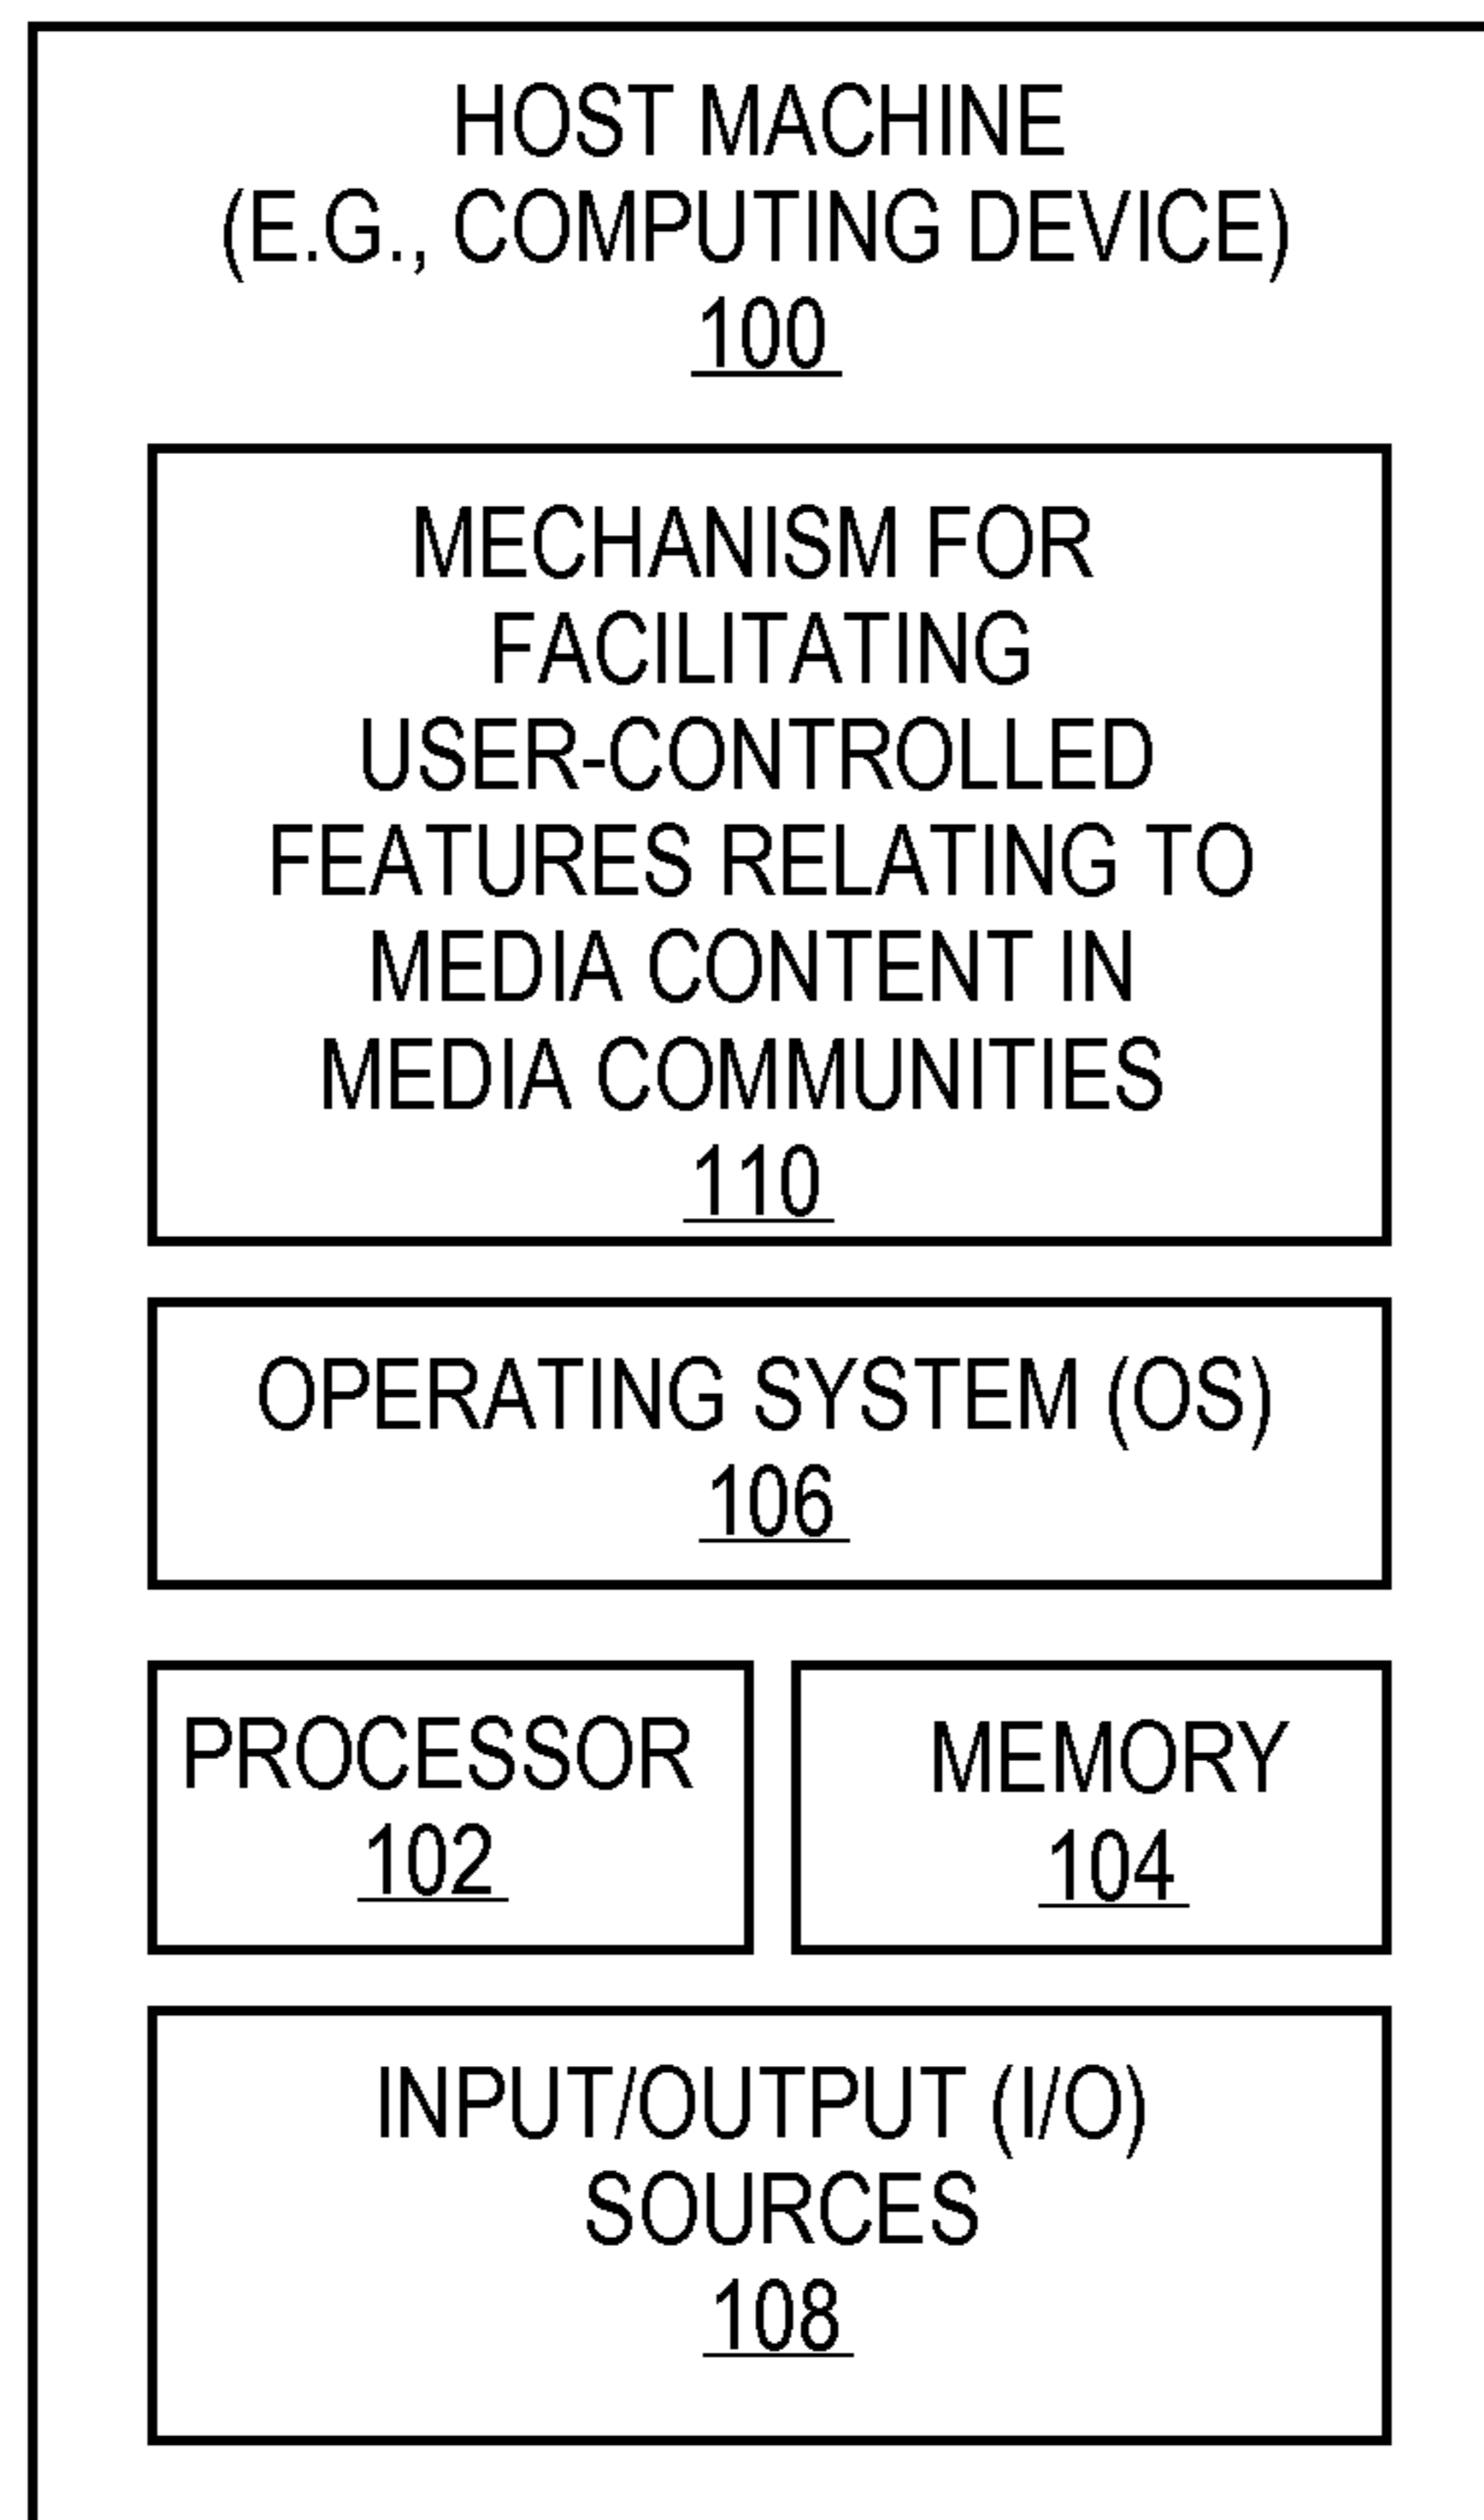 HOST MACHINE
(E.G., COMPUTING DEVICE)
100
MECHANISM FOR
FACILITATING
USER-CONTROLLED
FEATURES RELATING TO
MEDIA CONTENT IN
MEDIA COMMUNITIES
110
OPERATING SYSTEM (OS)
106
PROCESSOR
102
MEMORY
104
INPUT/OUTPUT (I/O)
SOURCES
108